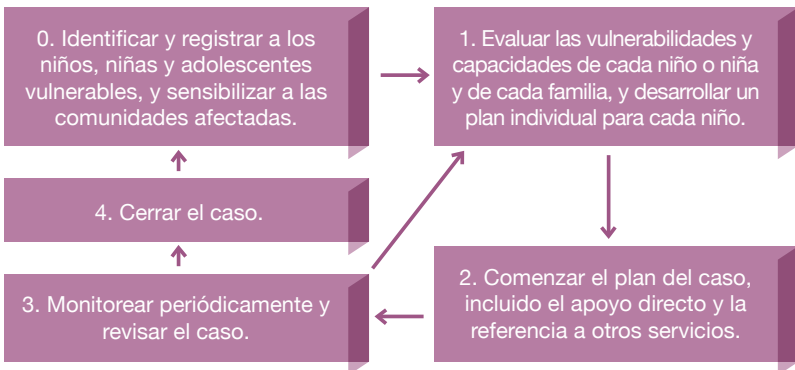 0. Identificar y registrar a los
niños, niñas y adolescentes
vulnerables, y sensibilizar a las
comunidades afectadas.
1. Evaluar las vulnerabilidades y
capacidades de cada niño o niña
y de cada familia, y desarrollar un
plan individual para cada niño.
2. Comenzar el plan del caso,
incluido el apoyo directo y la
referencia a otros servicios.
3. Monitorear periódicamente y
revisar el caso.
4. Cerrar el caso.